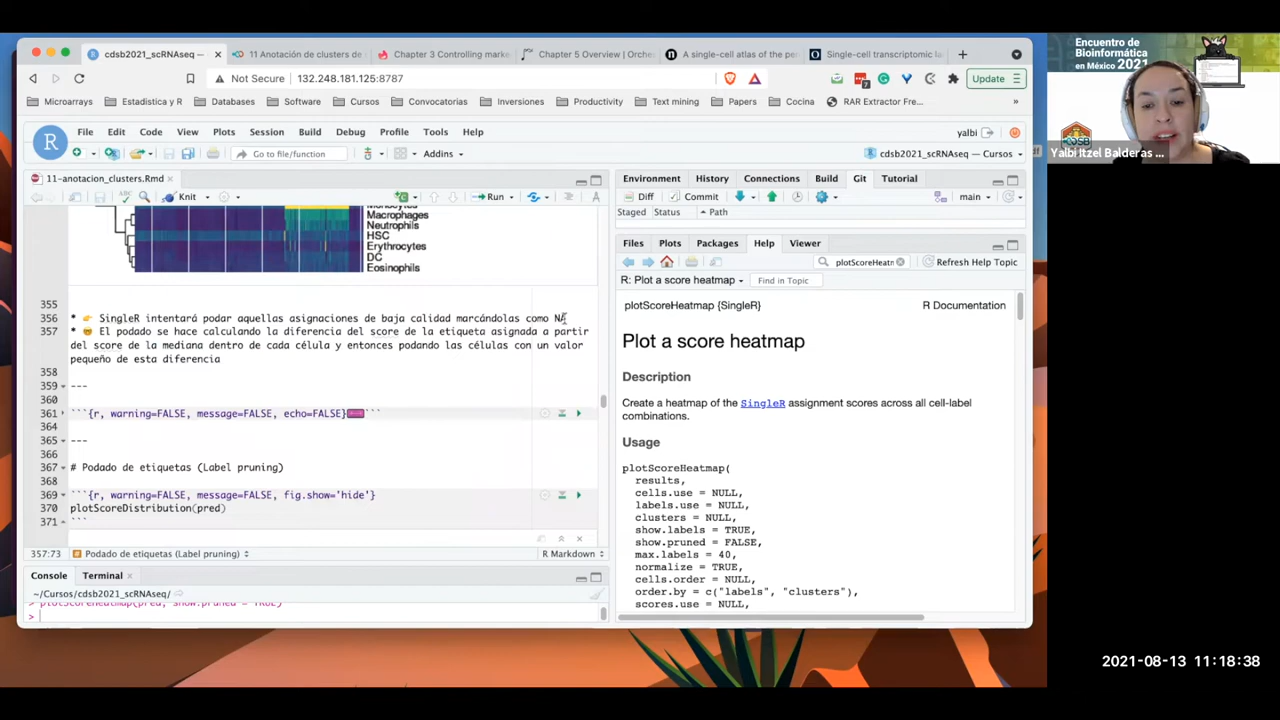 cdsb2021_scRNAseq —
11 Anotación de clusters de
Chapter 3 Controlling marke
Chapter 5 Overview | Orche
A single-cell atlas of the per
Single-cell transcriptomic la
Not Secure
132.248.181.125:8787
Update
Microarrays
Estadistica y R
Databases
Software
Cursos
Convocatorias
Inversiones
Productivity
Text mining
Papers
Cocina
RAR Extractor Fre...
»
R
File
Edit
Code
View
Plots
Session
Build
Debug
Profile
Tools
Help
yalbi
Go to file/function
Addins
cdsb2021_scRNAseq — Cursos
11-anotacion_clusters.Rmd
Knit
Run
Macrophages
Neutrophils
HSC
Erythrocytes
DC
Eosinophils
355
356 * 👉 SingleR intentará podar aquellas asignaciones de baja calidad marcándolas como NA
357 * 🤓 El podado se hace calculando la diferencia del score de la etiqueta asignada a partir
del score de la mediana dentro de cada célula y entonces podando las células con un valor
pequeño de esta diferencia
358
359 ---
360
361 ```{r, warning=FALSE, message=FALSE, echo=FALSE}```
364
365 ---
366
367 # Podado de etiquetas (Label pruning)
368
369 ```{r, warning=FALSE, message=FALSE, fig.show='hide'}
370 plotScoreDistribution(pred)
371 ```
357:73
Podado de etiquetas (Label pruning)
R Markdown
Console
Terminal
~/Cursos/cdsb2021_scRNAseq/
> plotScoreHeatmap(pred, show.pruned = TRUE)
>
Environment
History
Connections
Build
Git
Tutorial
Diff
Commit
main
Staged
Status
Path
Files
Plots
Packages
Help
Viewer
plotScoreHeatm
Refresh Help Topic
R: Plot a score heatmap
Find in Topic
plotScoreHeatmap {SingleR}
R Documentation
Plot a score heatmap
Description
Create a heatmap of the SingleR assignment scores across all cell-label
combinations.
Usage
plotScoreHeatmap(
results,
cells.use = NULL,
labels.use = NULL,
clusters = NULL,
show.labels = TRUE,
show.pruned = FALSE,
max.labels = 40,
normalize = TRUE,
cells.order = NULL,
order.by = c("labels", "clusters"),
scores.use = NULL,
Encuentro de
Bioinformática
en México 2021
Yalbi Itzel Balderas ...
2021-08-13 11:18:38